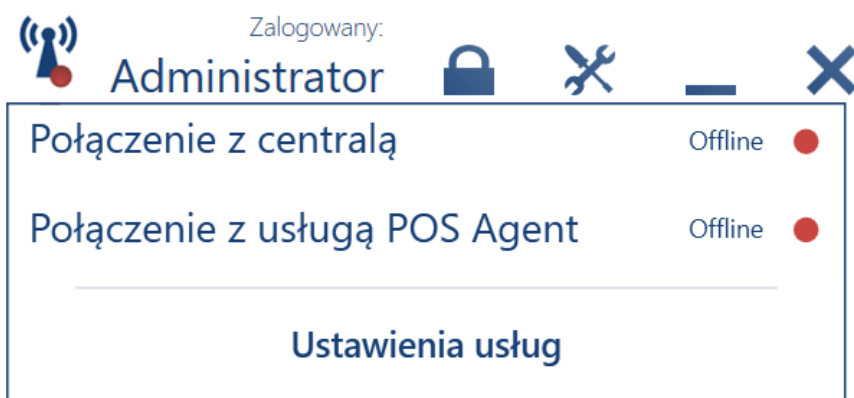 Zalogowany:
Administrator
Połączenie z centralą Offline
Połączenie z usługą POS Agent Offline
Ustawienia usług